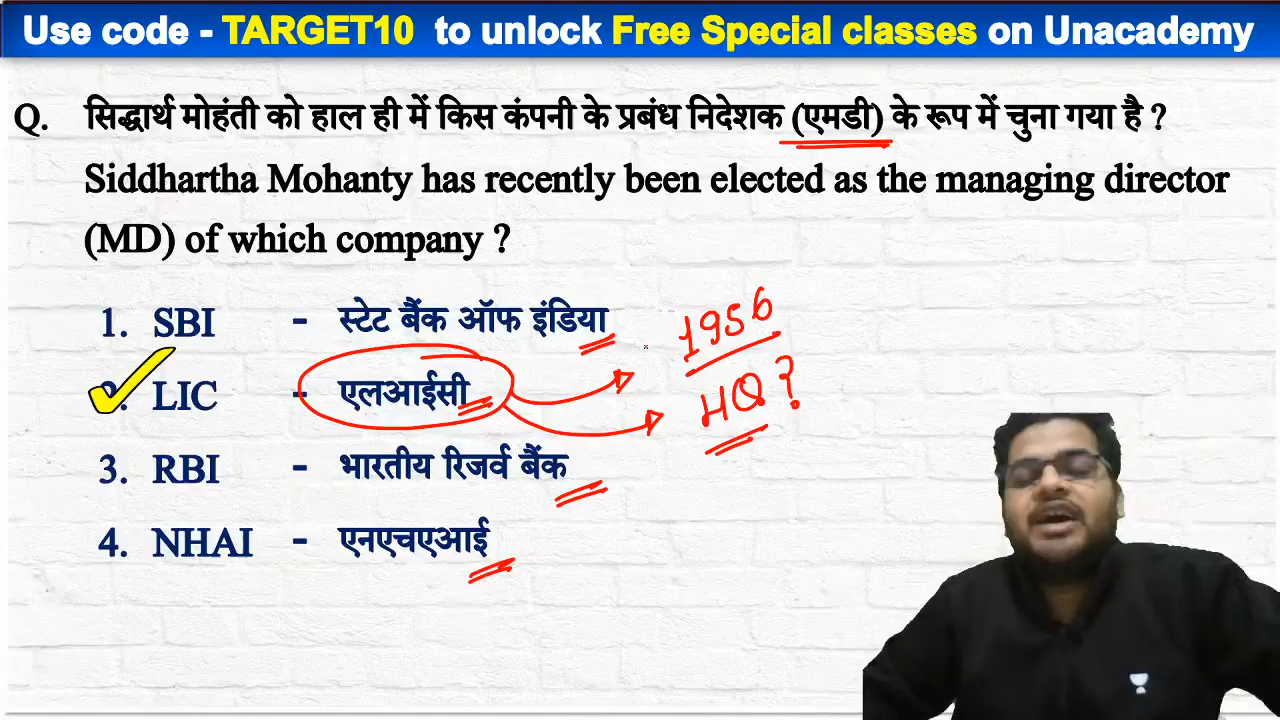 Use code - TARGET10 to unlock Free Special classes on Unacademy
Q. सिद्धार्थ मोहंती को हाल ही में किस कंपनी के प्रबंध निदेशक (एमडी) के रूप में चुना गया है ?
Siddhartha Mohanty has recently been elected as the managing director
(MD) of which company ?
1. SBI - स्टेट बैंक ऑफ इंडिया
1956
2. LIC - एलआईसी
HQ?
3. RBI - भारतीय रिजर्व बैंक
4. NHAI - एनएचएआई